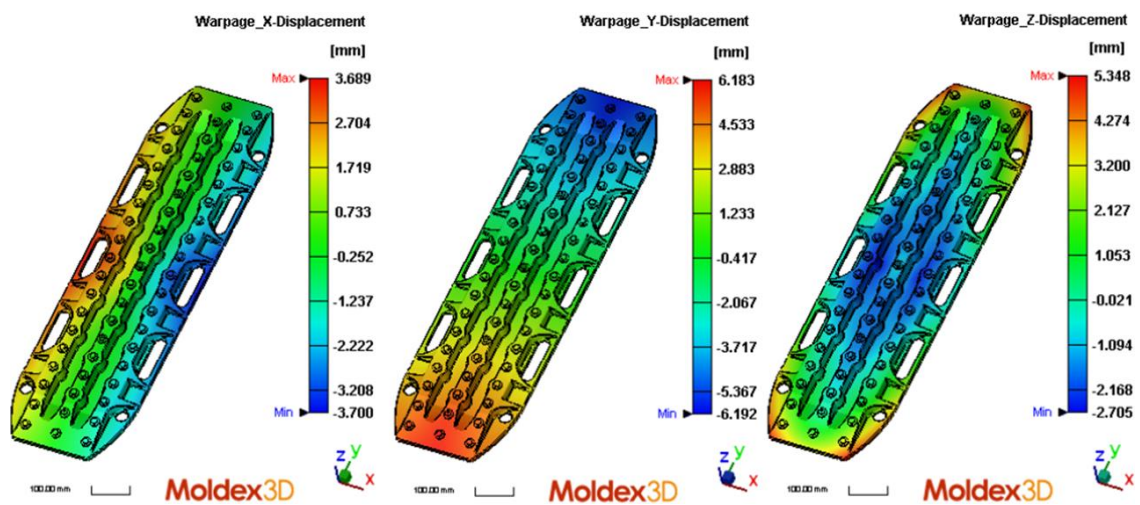 Warpage_X-Displacement
[mm]
Max
3.689
2.704
1.719
0.733
-0.252
-1.237
-2.222
-3.208
Min
-3.700
z y
x
100.00 mm
Moldex3D
Warpage_Y-Displacement
[mm]
Max
6.183
4.533
2.883
1.233
-0.417
-2.067
-3.717
-5.367
Min
-6.192
z y
x
100.00 mm
Moldex3D
Warpage_Z-Displacement
[mm]
Max
5.348
4.274
3.200
2.127
1.053
-0.021
-1.094
-2.168
Min
-2.705
z y
x
100.00 mm
Moldex3D